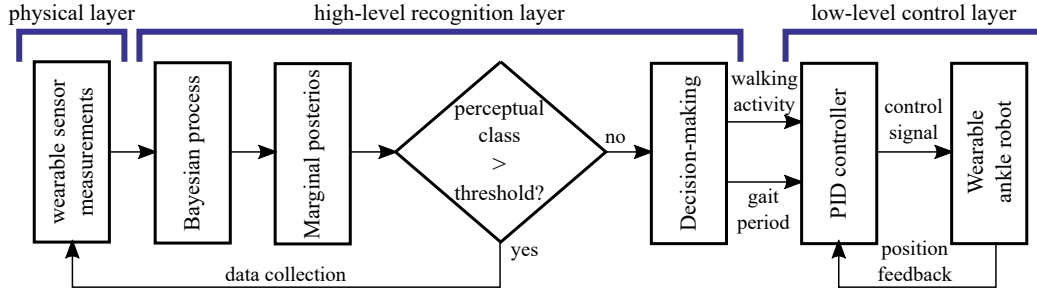 physical layer
high-level recognition layer
low-level control layer
wearable sensor
measurements
Bayesian process
Marginal posterios
perceptual
class
>
threshold?
no
yes
data collection
Decision-making
walking
activity
gait
period
PID controller
control
signal
Wearable
ankle robot
position
feedback